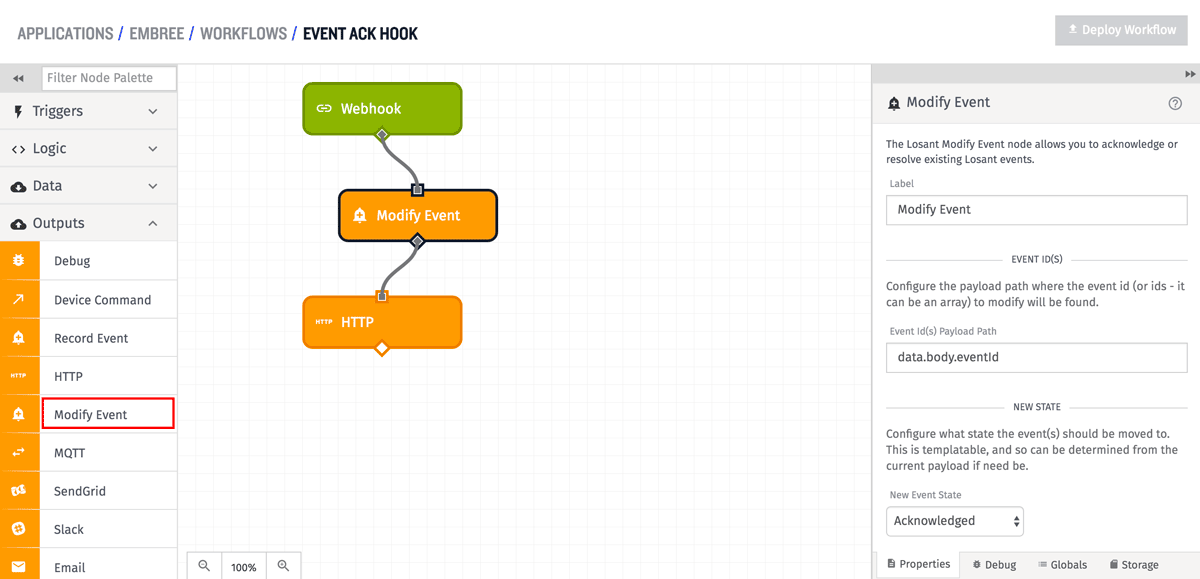 APPLICATIONS / EMBREE / WORKFLOWS / EVENT ACK HOOK
Deploy Workflow
Filter Node Palette
Triggers
Logic
Data
Outputs
Debug
Device Command
Record Event
HTTP HTTP
Modify Event
MQTT
SendGrid
Slack
Email
Webhook
Modify Event
HTTP HTTP
100%
Modify Event
The Losant Modify Event node allows you to acknowledge or
resolve existing Losant events.
Label
Modify Event
EVENT ID(S)
Configure the payload path where the event id (or ids - it
can be an array) to modify will be found.
Event Id(s) Payload Path
data.body.eventId
NEW STATE
Configure what state the event(s) should be moved to.
This is templatable, and so can be determined from the
current payload if need be.
New Event State
Acknowledged
Properties Debug Globals Storage